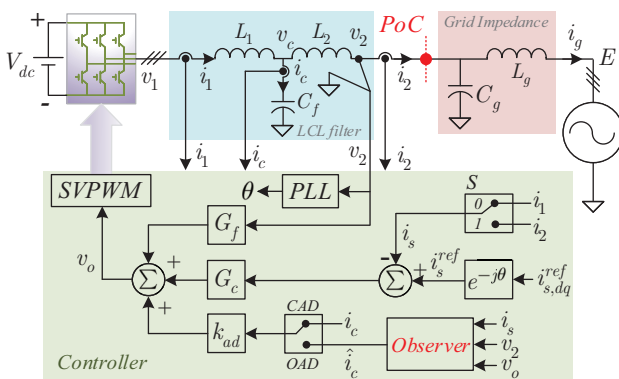 +
V_dc
-
v_1
i_1
L_1
v_c
L_2
v_2
i_c
C_f
LCL filter
i_2
PoC
Grid Impedance
C_g
L_g
i_g
E
i_1
i_c
v_2
i_2
SVPWM
θ
PLL
G_f
S
0
1
i_1
i_2
i_s
-
v_o
+
Σ
+
+
G_c
Σ
+
i_s^ref
e^-jθ
i_s,dq^ref
k_ad
CAD
OAD
i_c
î_c
Observer
i_s
v_2
v_o
Controller